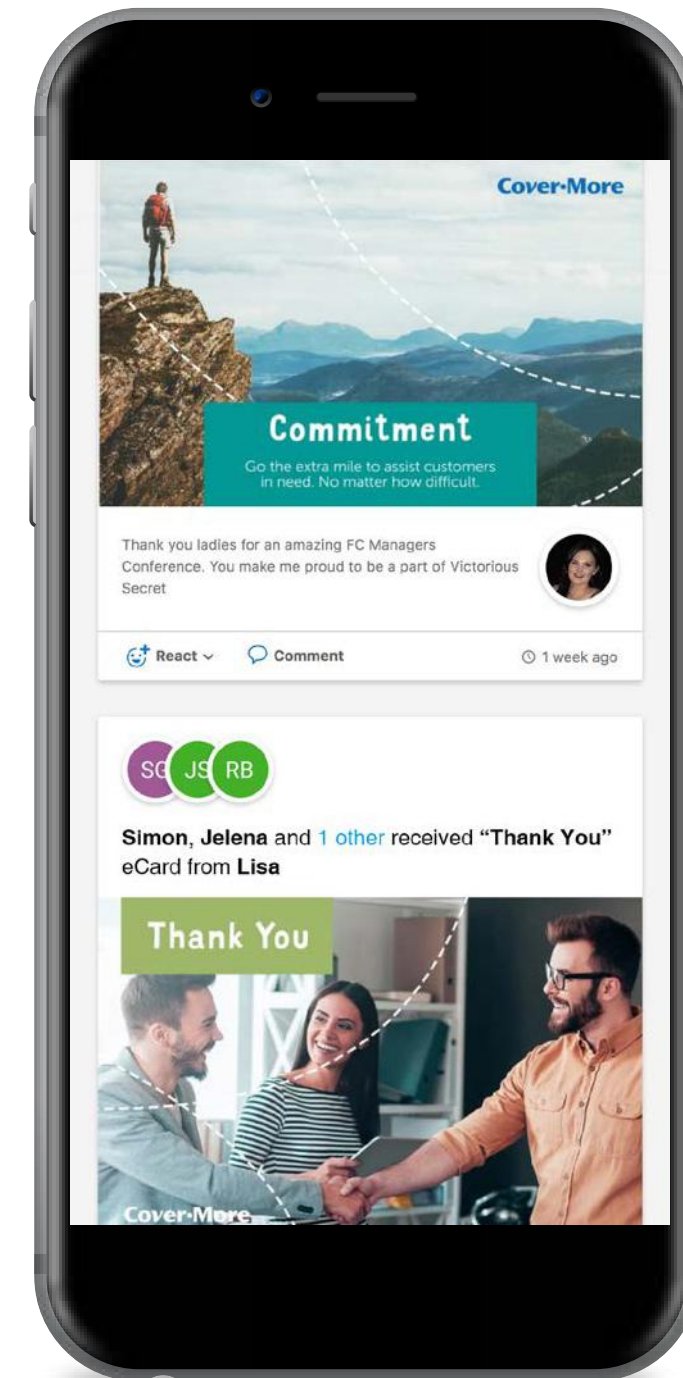 Cover-More
Commitment
Go the extra mile to assist customers
in need. No matter how difficult.
Thank you ladies for an amazing FC Managers
Conference. You make me proud to be a part of Victorious
Secret
React
Comment
1 week ago
SG JS RB
Simon, Jelena and 1 other received “Thank You”
eCard from Lisa
Thank You
Cover-More